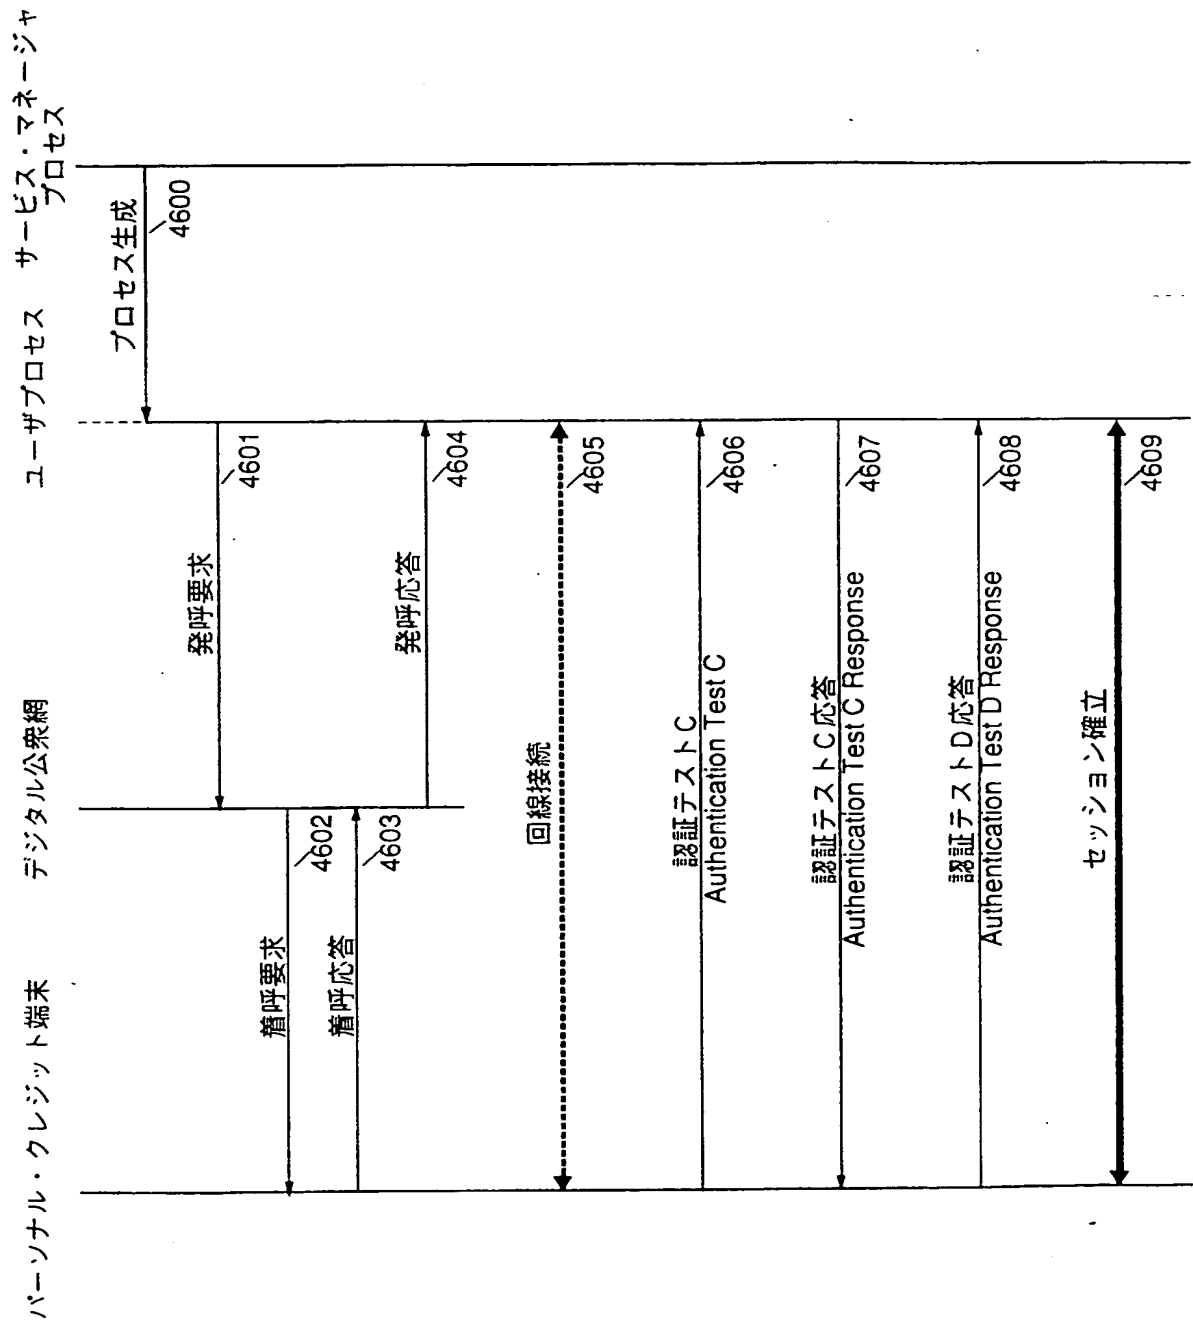 パーソナル・クレジット端末
デジタル公衆網
ユーザプロセス
サービス・マネージャ
プロセス
プロセス生成
4600
発呼要求
4601
着呼要求
4602
着呼応答
4603
発呼応答
4604
回線接続
4605
認証テストC
Authentication Test C
4606
認証テストC応答
Authentication Test C Response
4607
認証テストD応答
Authentication Test D Response
4608
セッション確立
4609